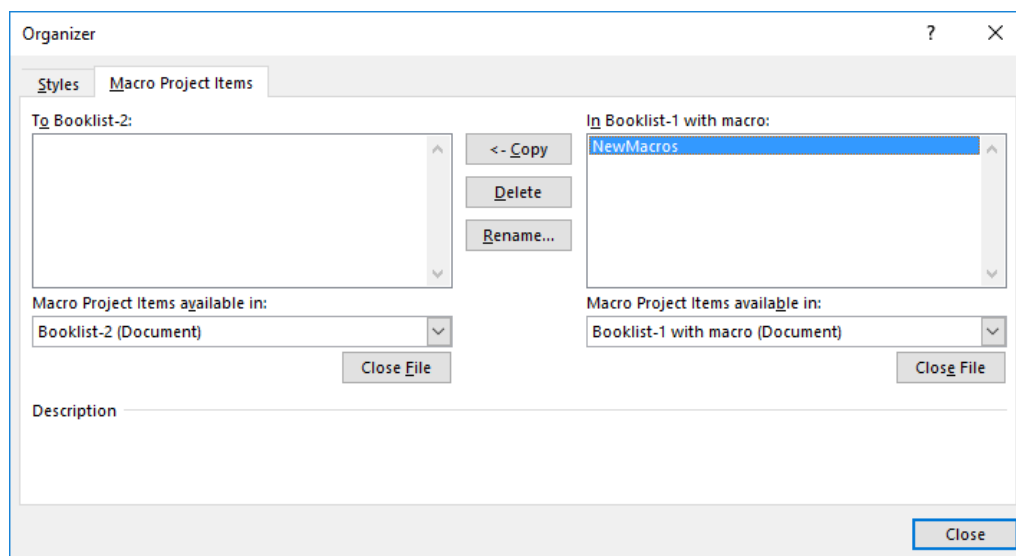 Organizer ?
Styles Macro Project Items
To Booklist-2: In Booklist-1 with macro:
<- Copy NewMacros
Delete
Rename...
Macro Project Items available in: Macro Project Items available in:
Booklist-2 (Document) Booklist-1 with macro (Document)
Close File Close File
Description
Close